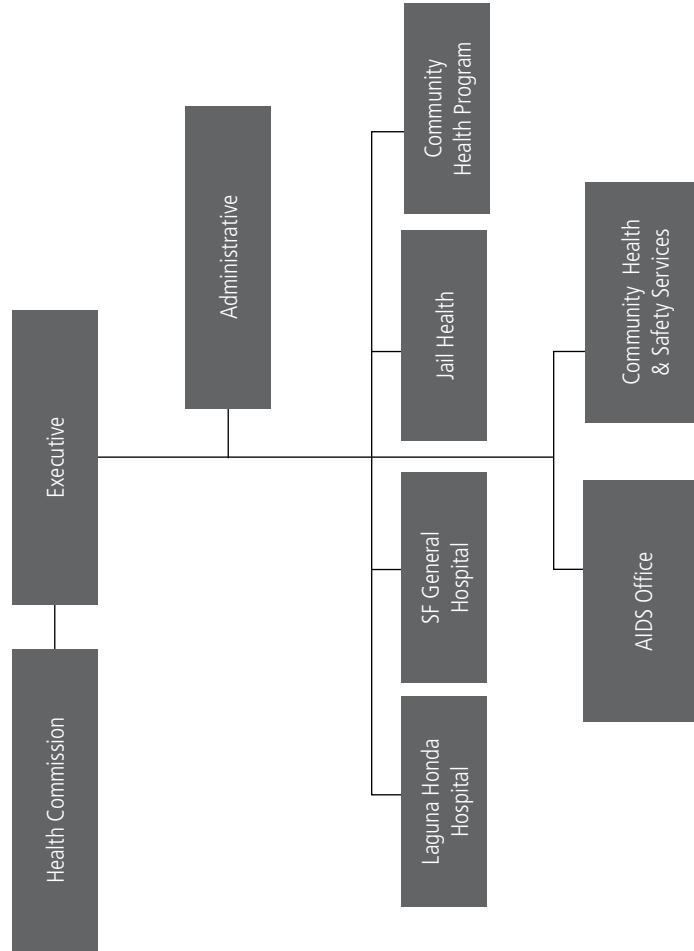 Health Commission
Executive
Administrative
Laguna Honda
Hospital
SF General
Hospital
Jail Health
Community
Health Program
AIDS Office
Community Health
& Safety Services